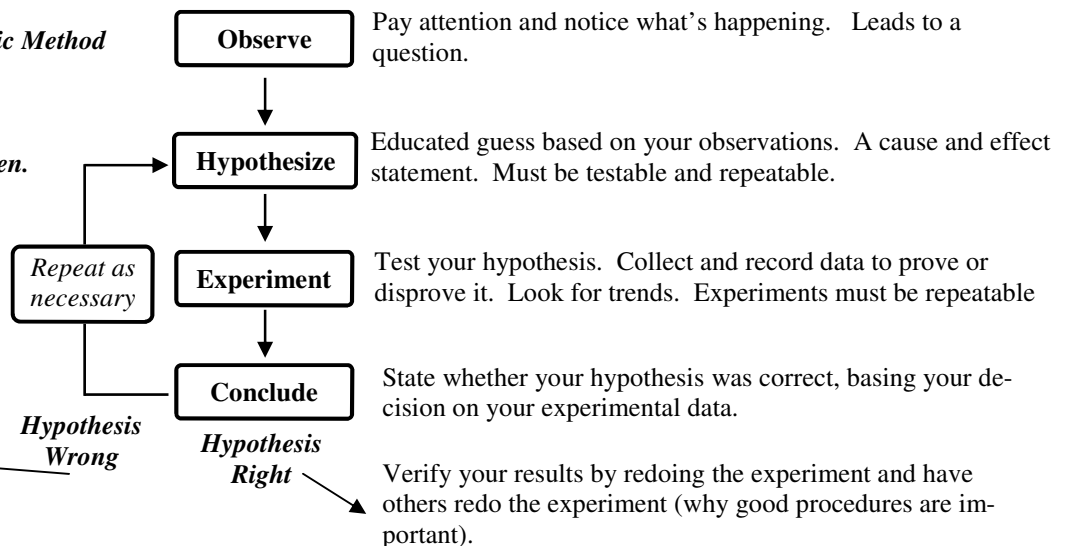 ic Method
Observe
Pay attention and notice what's happening. Leads to a
question.
en.
Hypothesize
Educated guess based on your observations. A cause and effect
statement. Must be testable and repeatable.
Repeat as
necessary
Experiment
Test your hypothesis. Collect and record data to prove or
disprove it. Look for trends. Experiments must be repeatable
Conclude
State whether your hypothesis was correct, basing your de-
cision on your experimental data.
Hypothesis
Wrong
Hypothesis
Right
Verify your results by redoing the experiment and have
others redo the experiment (why good procedures are im-
portant).